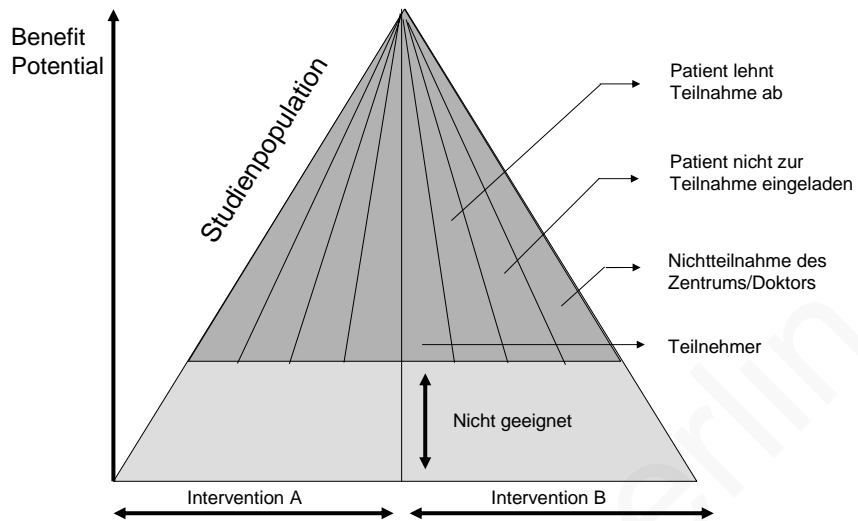 Benefit
Potential
Studienpopulation
Patient lehnt
Teilnahme ab
Patient nicht zur
Teilnahme eingeladen
Nichtteilnahme des
Zentrums/Doktors
Teilnehmer
Nicht geeignet
Intervention A
Intervention B
erlin